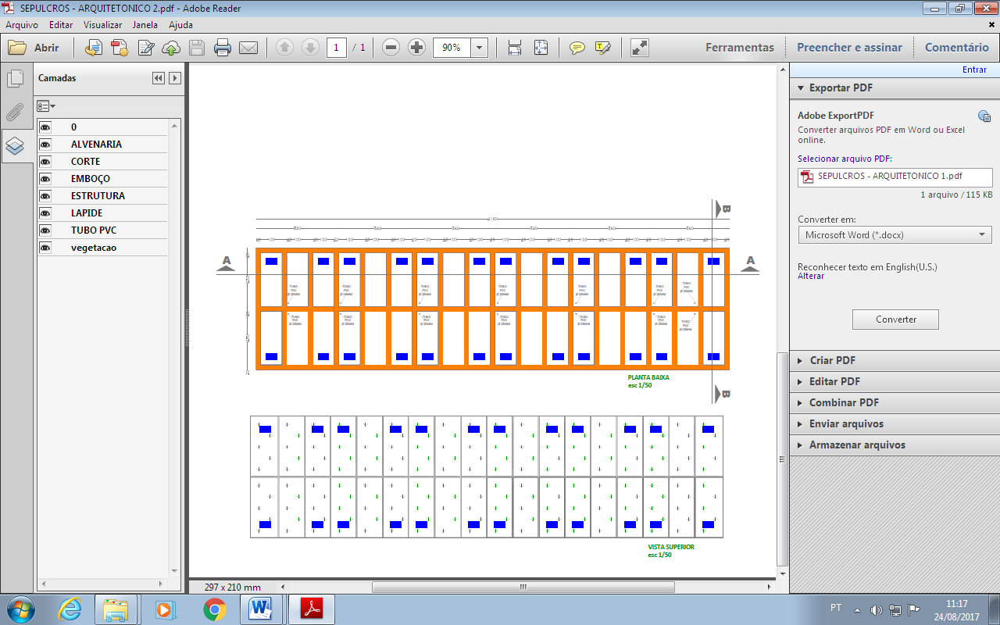 SEPULCROS - ARQUITETONICO 2.pdf - Adobe Reader
Arquivo Editar Visualizar Janela Ajuda
Abrir
1 / 1
90%
Ferramentas
Preencher e assinar
Comentário
Camadas
0
ALVENARIA
CORTE
EMBOÇO
ESTRUTURA
LAPIDE
TUBO PVC
vegetacao
B
A A
TUBO PVC
TUBO PVC
PLANTA BAIXA
esc 1/50
B
VISTA SUPERIOR
esc 1/50
297 x 210 mm
Entrar
Exportar PDF
Adobe ExportPDF
Converter arquivos PDF em Word ou Excel
online.
Selecionar arquivo PDF:
SEPULCROS - ARQUITETONICO 1.pdf
1 arquivo / 115 KB
Converter em:
Microsoft Word (*.docx)
Reconhecer texto em English(U.S.)
Alterar
Converter
Criar PDF
Editar PDF
Combinar PDF
Enviar arquivos
Armazenar arquivos
PT
11:17
24/08/2017